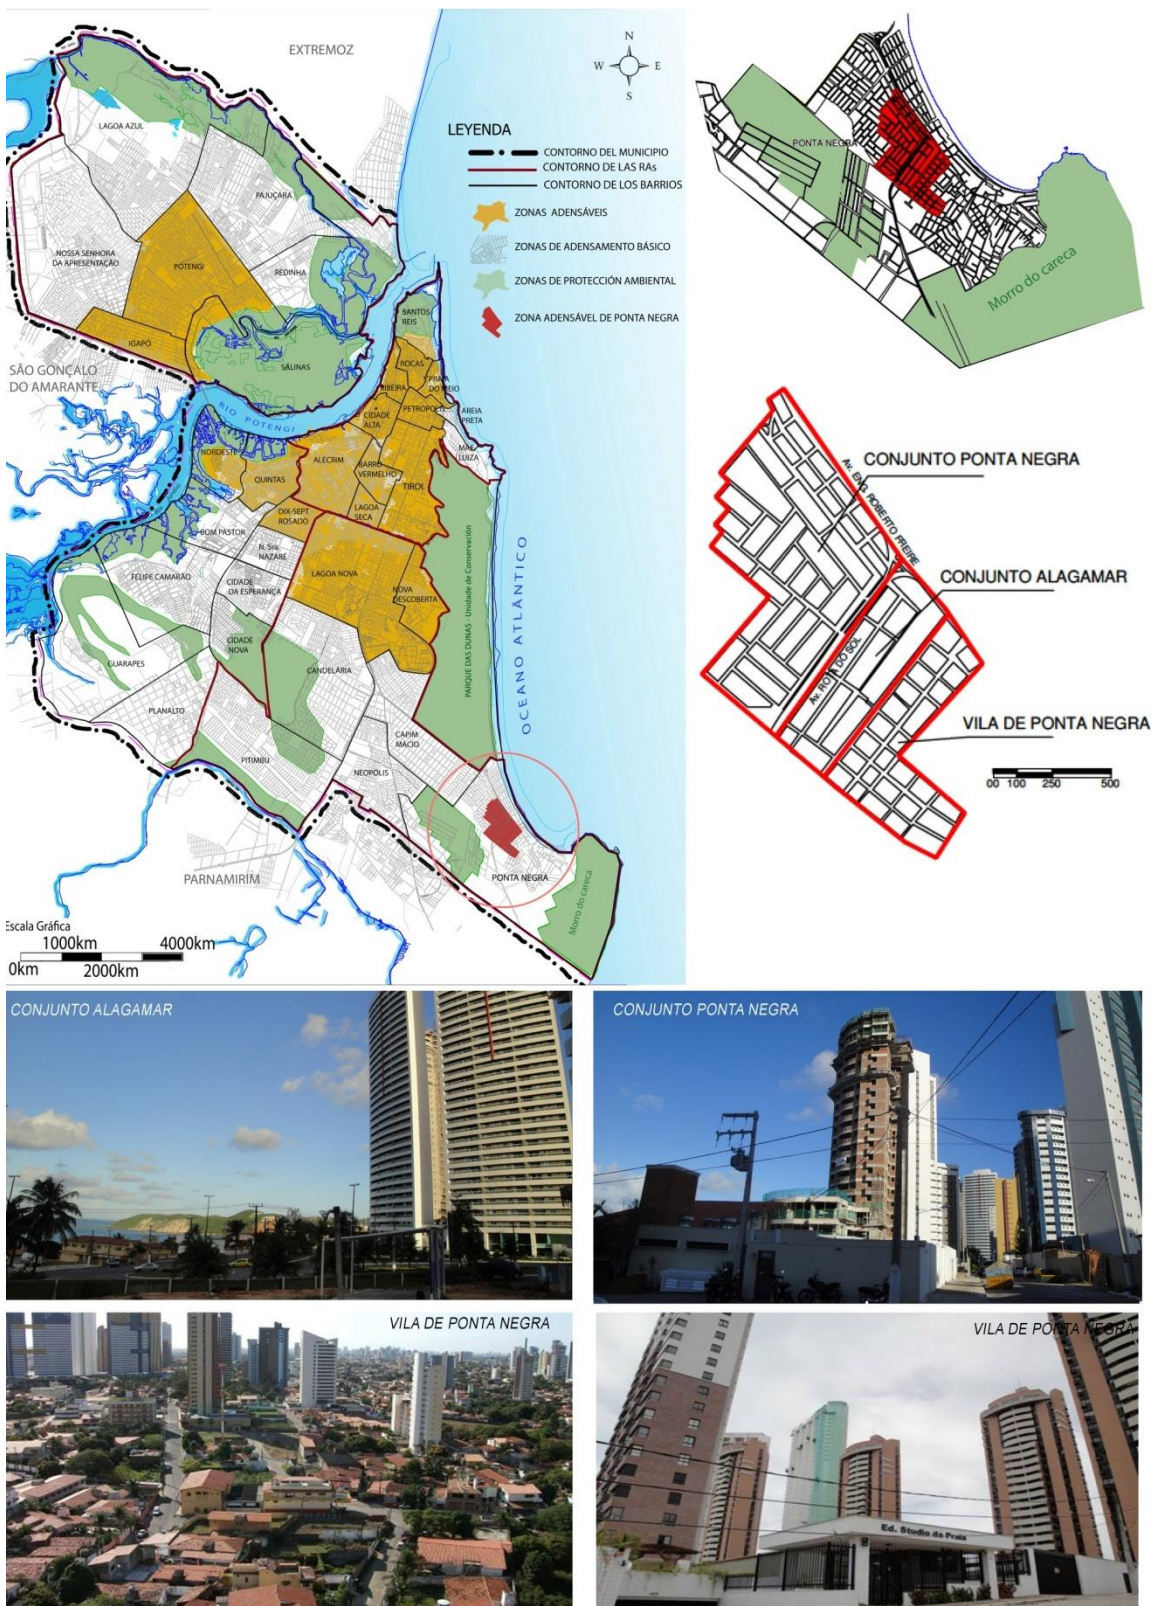 EXTREMOZ
N
W E
S
LAGOA AZUL
LEYENDA
CONTORNO DEL MUNICIPIO
CONTORNO DE LAS RAs
CONTORNO DE LOS BARRIOS
ZONAS ADENSÁVEIS
ZONAS DE ADENSAMENTO BÁSICO
ZONAS DE PROTECCIÓN AMBIENTAL
ZONA ADENSÁVEL DE PONTA NEGRA
PAJUÇARA
NOSSA SENHORA
DA APRESENTAÇÃO
POTENGI
REDINHA
IGAPÓ
SALINAS
SÃO GONÇALO
DO AMARANTE
RIO POTENGI
SANTOS
REIS
ROCAS
PRAIA
DO MEIO
RIBEIRA
PETRÓPOLIS
AREIA
PRETA
CIDADE
ALTA
MÃE
LUIZA
NORDESTE
ALECRIM
BARRO
VERMELHO
QUINTAS
TIROL
DIX-SEPT
ROSADO
LAGOA
SECA
BOM PASTOR
N. Sra.
NAZARÉ
FELIPE CAMARÃO
CIDADE
DA ESPERANÇA
LAGOA NOVA
NOVA
DESCOBERTA
PARQUE DAS DUNAS - Unidade de Conservación
OCEANO ATLÂNTICO
CIDADE
NOVA
GUARAPES
CANDELÁRIA
PLANALTO
CAPIM
MACIO
PITIMBU
NEOPÓLIS
PARNAMIRIM
PONTA NEGRA
Morro do careca
Escala Gráfica
1000km 4000km
0km 2000km
PONTA NEGRA
Morro do careca
CONJUNTO PONTA NEGRA
Av. ENG. ROBERTO FREIRE
CONJUNTO ALAGAMAR
Av. ROTA DO SOL
VILA DE PONTA NEGRA
00 100 250 500
CONJUNTO ALAGAMAR
CONJUNTO PONTA NEGRA
VILA DE PONTA NEGRA
VILA DE PONTA NEGRA
Ed. Studio da Praia